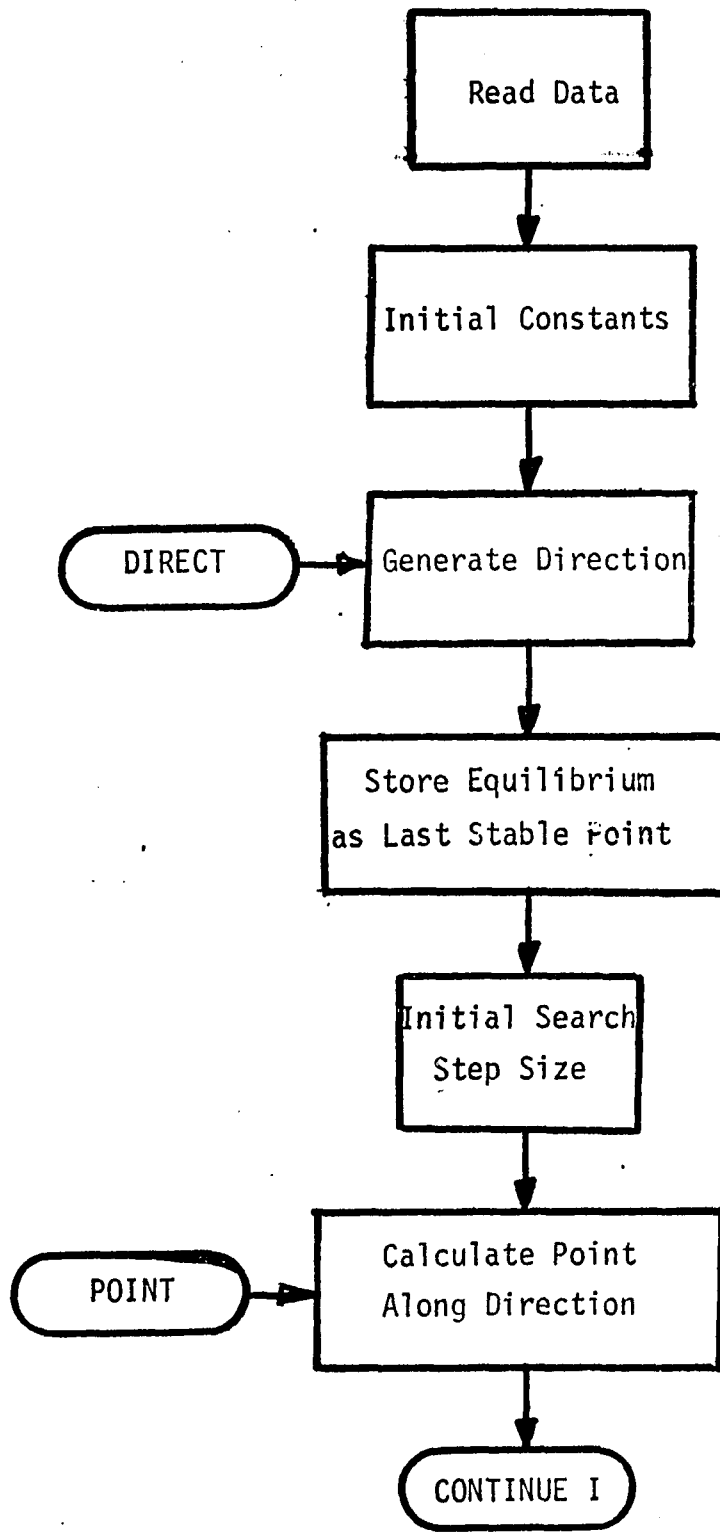 Read Data
Initial Constants
DIRECT
Generate Direction
Store Equilibrium
as Last Stable Point
Initial Search
Step Size
POINT
Calculate Point
Along Direction
CONTINUE I